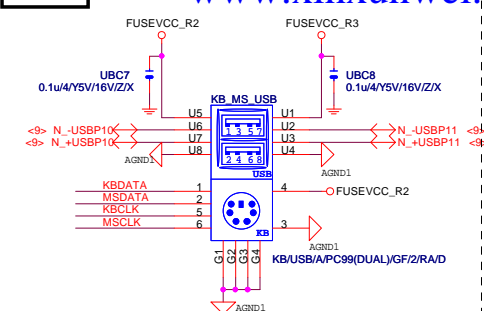 FUSEVCC_R2 FUSEVCC_R3
UBC7 UBC8
0.1u/4/Y5V/16V/Z/X 0.1u/4/Y5V/16V/Z/X
KB_MS_USB
U5 U1
<9> N_-USBP10 U6 U2 N_-USBP11 <9>
<9> N_+USBP10 U7 U3 N_+USBP11
U8 U4
1 3 5 7
2 4 6 8
AGND1 USB AGND1
KBDATA 1 4 FUSEVCC_R2
MSDATA 2
KBCLK 5
MSCLK 6 3
KB AGND1
G1 G2 G3 G4
KB/USB/A/PC99(DUAL)/GF/2/RA/D
AGND1